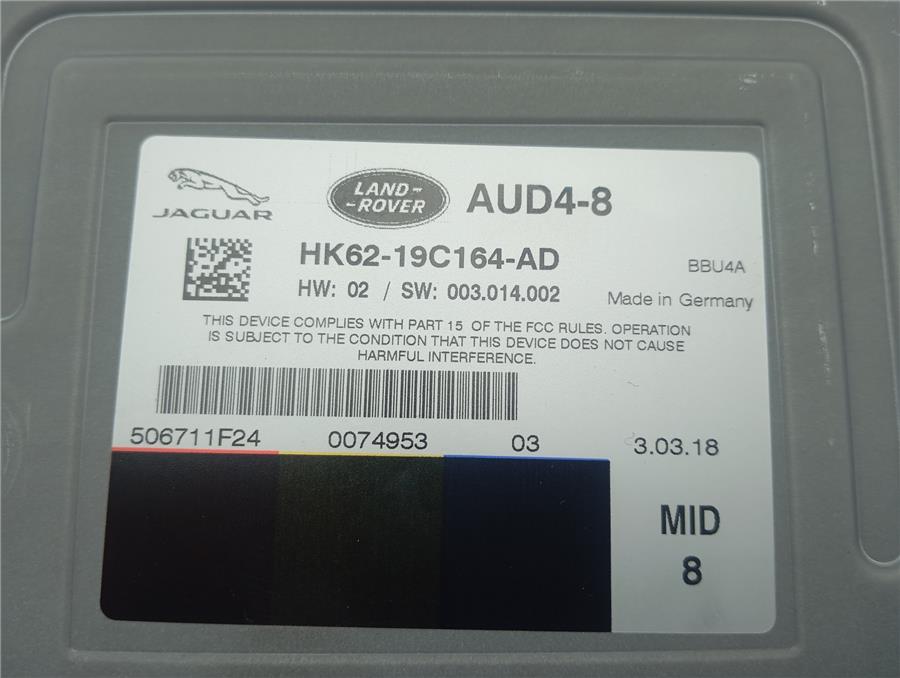 JAGUAR
LAND-
-ROVER
AUD4-8
HK62-19C164-AD
BBU4A
HW: 02 / SW: 003.014.002
Made in Germany
THIS DEVICE COMPLIES WITH PART 15 OF THE FCC RULES. OPERATION
IS SUBJECT TO THE CONDITION THAT THIS DEVICE DOES NOT CAUSE
HARMFUL INTERFERENCE.
506711F24 0074953 03 3.03.18
MID
8